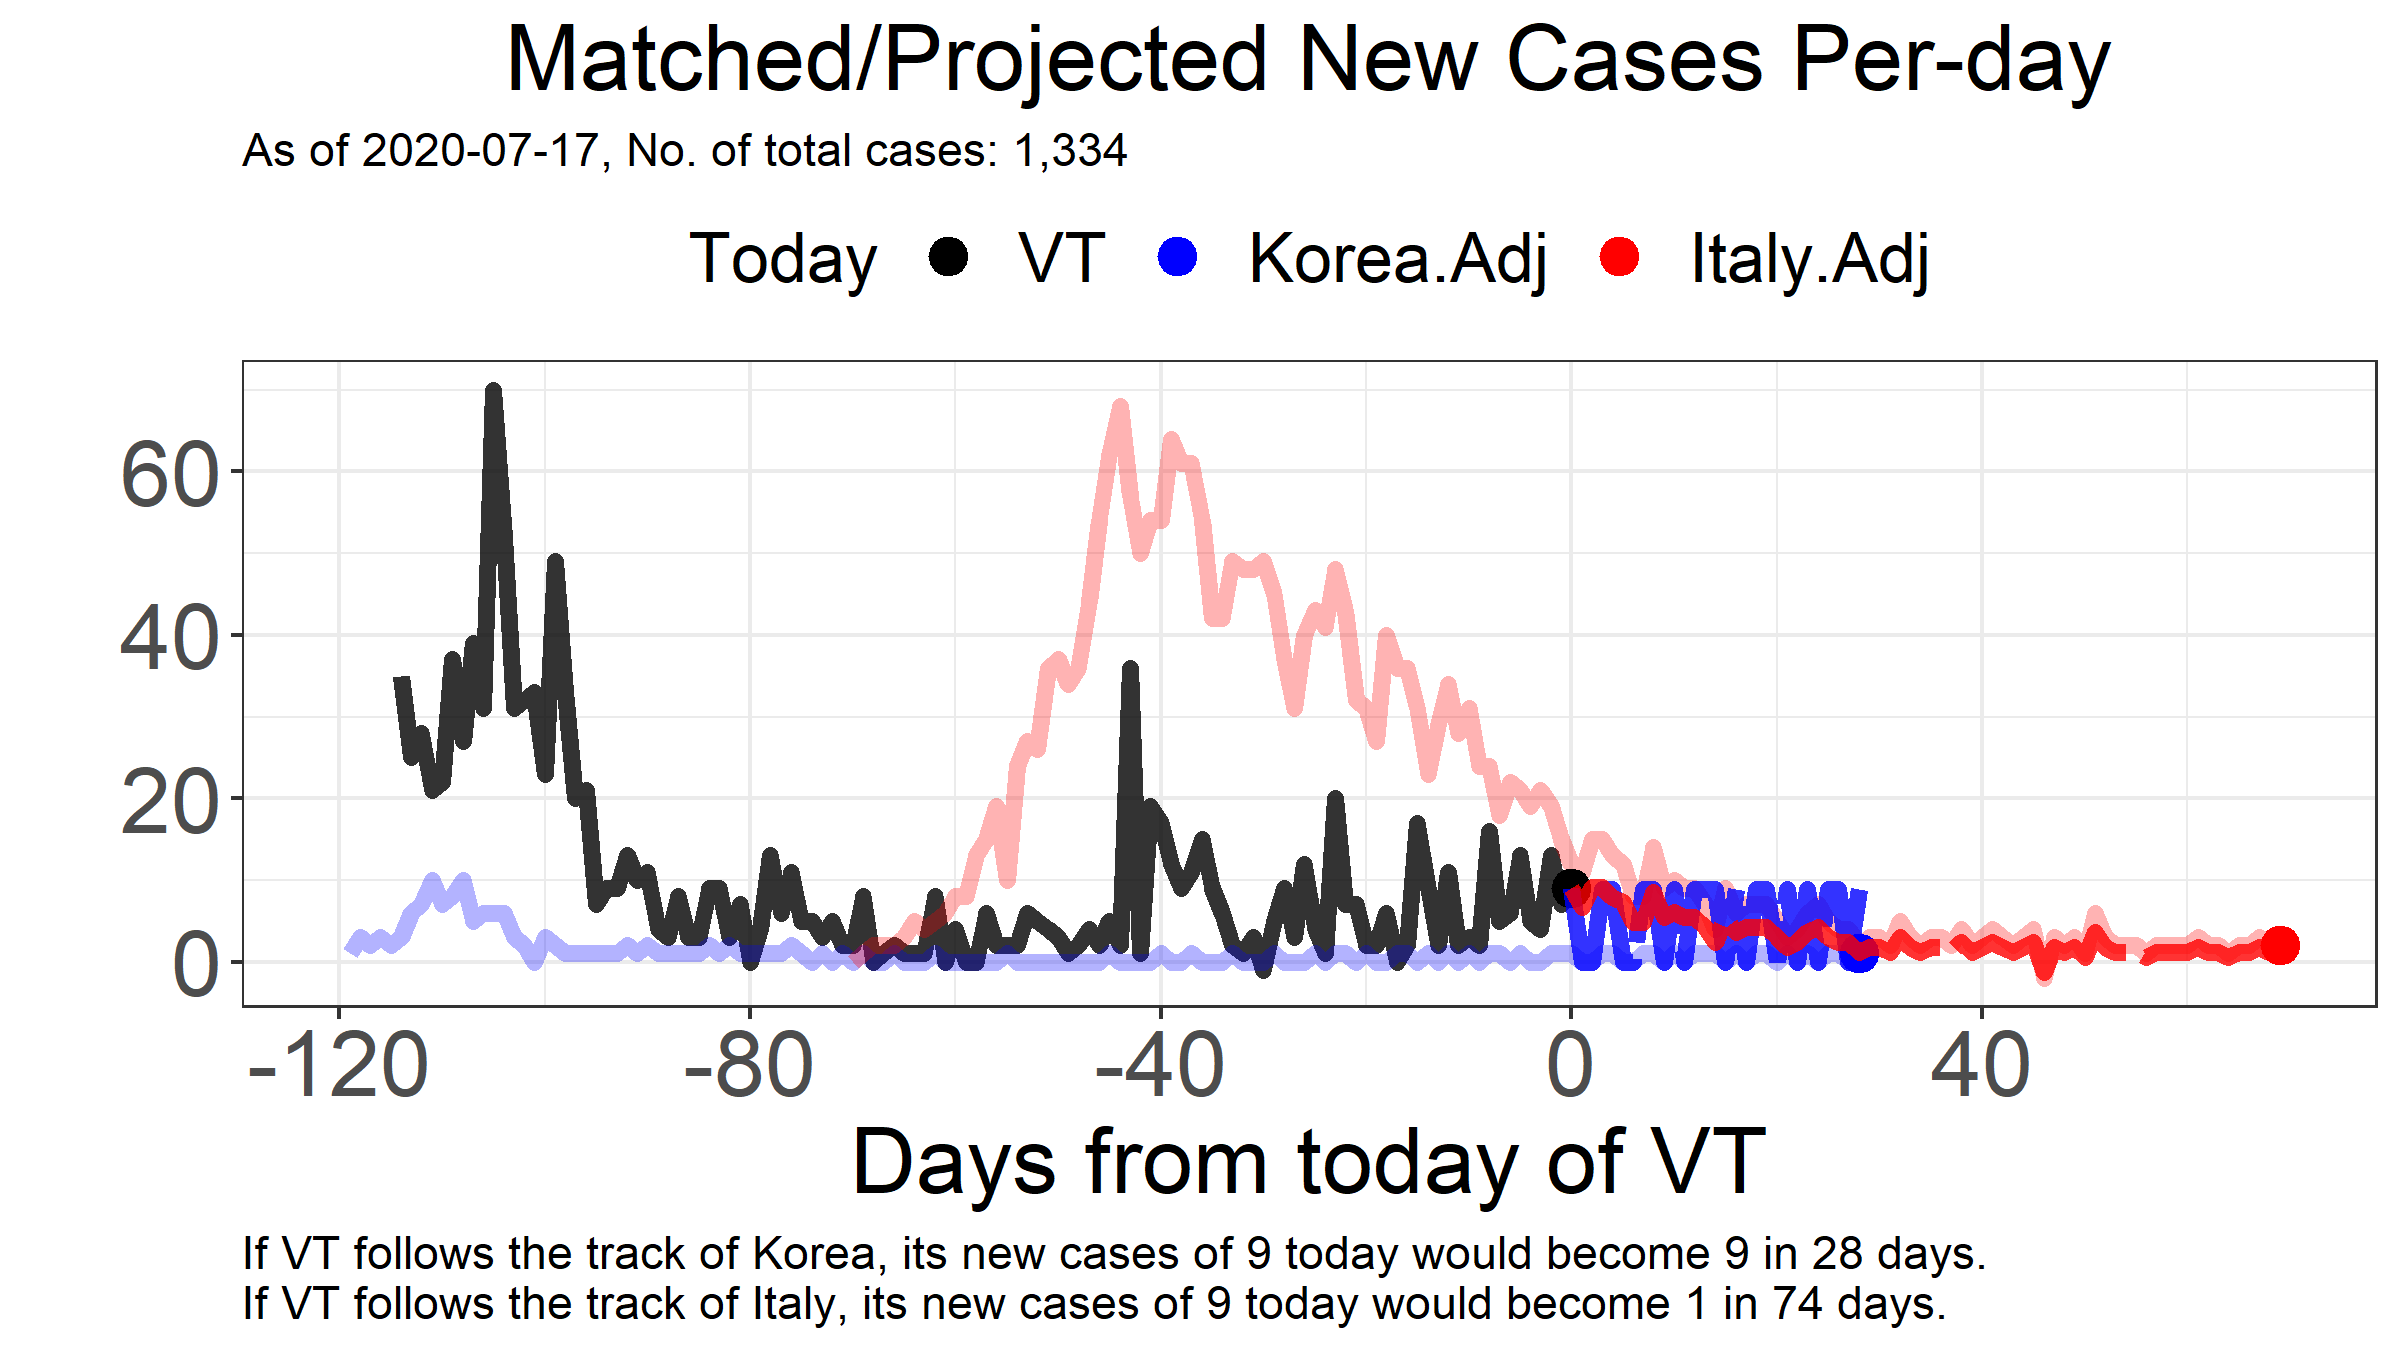 Matched/Projected New Cases Per-day
As of 2020-07-17, No. of total cases: 1,334
Today VT Korea.Adj Italy.Adj
60
40
20
0
-120 -80 -40 0 40
Days from today of VT
If VT follows the track of Korea, its new cases of 9 today would become 9 in 28 days.
If VT follows the track of Italy, its new cases of 9 today would become 1 in 74 days.